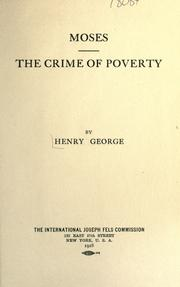 MOSES
THE CRIME OF POVERTY
BY
HENRY GEORGE
THE INTERNATIONAL JOSEPH FELS COMMISSION
NEW YORK, U. S. A.